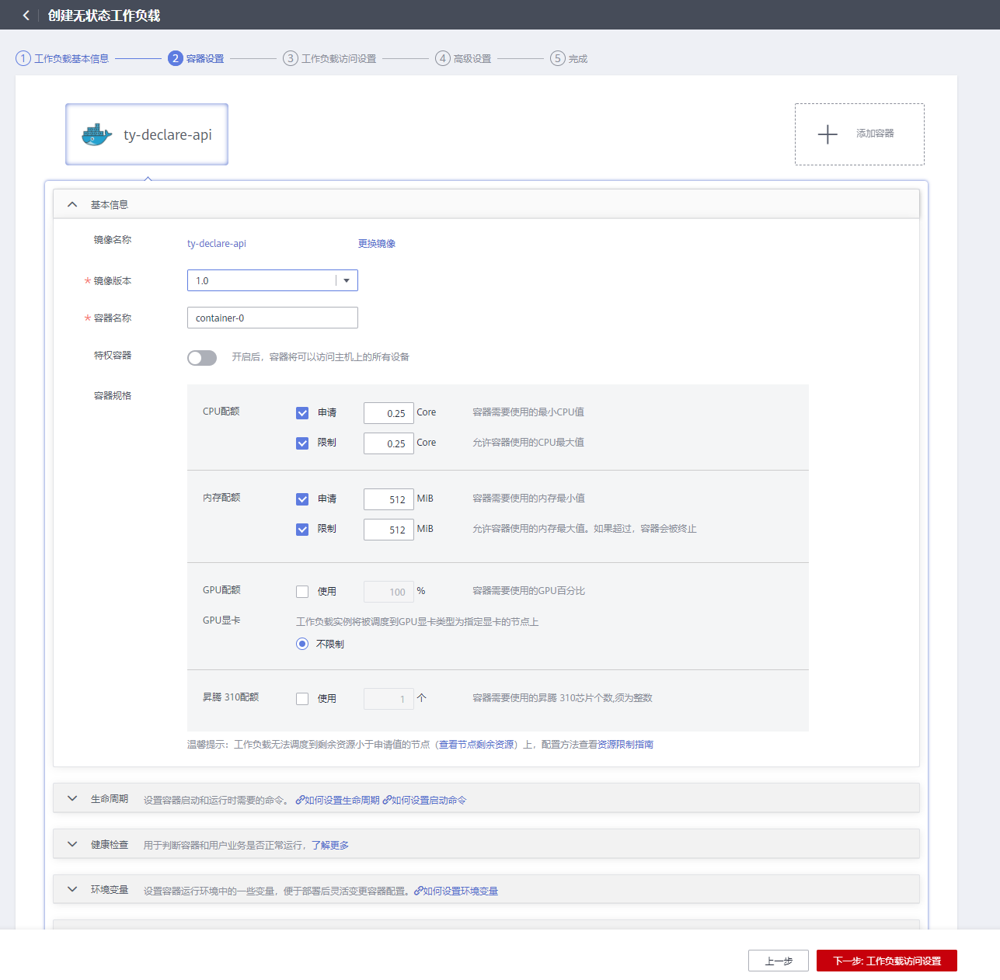 创建无状态工作负载
1 工作负载基本信息 2 容器设置 3 工作负载访问设置 4 高级设置 5 完成
ty-declare-api
添加容器
基本信息
镜像名称 ty-declare-api 更换镜像
* 镜像版本 1.0
* 容器名称 container-0
特权容器 开启后，容器将可以访问主机上的所有设备
容器规格
CPU配额 申请 0.25 Core 容器需要使用的最小CPU值
限制 0.25 Core 允许容器使用的CPU最大值
内存配额 申请 512 MiB 容器需要使用的内存最小值
限制 512 MiB 允许容器使用的内存最大值。如果超过，容器会被终止
GPU配额 使用 100 % 容器需要使用的GPU百分比
GPU显卡 工作负载实例将被调度到GPU显卡类型为指定显卡的节点上
不限制
昇腾 310配额 使用 1 个 容器需要使用的昇腾 310芯片个数,须为整数
温馨提示：工作负载无法调度到剩余资源小于申请值的节点（查看节点剩余资源）上，配置方法查看资源限制指南
生命周期 设置容器启动和运行时需要的命令。 如何设置生命周期 如何设置启动命令
健康检查 用于判断容器和用户业务是否正常运行，了解更多
环境变量 设置容器运行环境中的一些变量，便于部署后灵活变更容器配置。 如何设置环境变量
上一步 下一步: 工作负载访问设置